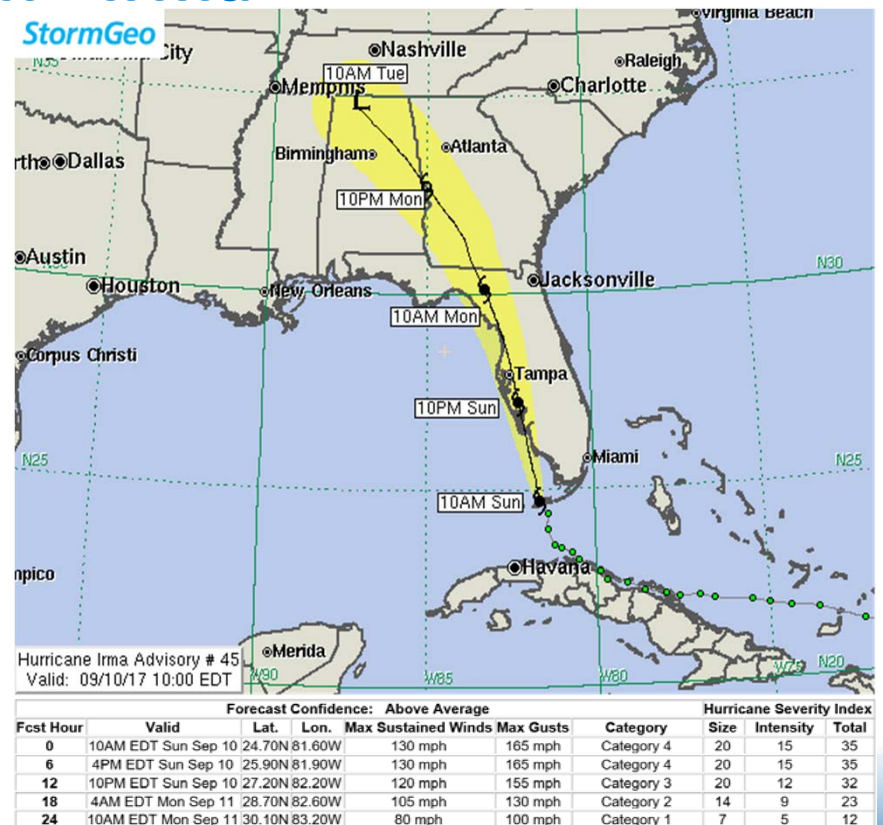 StormGeo
City
Nashville
Virginia Beach
N35
Raleigh
10AM Tue
Memphis
Charlotte
L
Birmingham
Atlanta
Dallas
10PM Mon
Austin
N30
Houston
New Orleans
Jacksonville
10AM Mon
Corpus Christi
Tampa
10PM Sun
N25
Miami
N25
10AM Sun
Havana
mpico
Merida
Hurricane Irma Advisory # 45
Valid: 09/10/17 10:00 EDT
W90
W85
W80
W75
N20
Forecast Confidence: Above Average Hurricane Severity Index
Fcst Hour Valid Lat. Lon. Max Sustained Winds Max Gusts Category Size Intensity Total
0 10AM EDT Sun Sep 10 24.70N 81.60W 130 mph 165 mph Category 4 20 15 35
6 4PM EDT Sun Sep 10 25.90N 81.90W 130 mph 165 mph Category 4 20 15 35
12 10PM EDT Sun Sep 10 27.20N 82.20W 120 mph 155 mph Category 3 20 12 32
18 4AM EDT Mon Sep 11 28.70N 82.60W 105 mph 130 mph Category 2 14 9 23
24 10AM EDT Mon Sep 11 30.10N 83.20W 80 mph 100 mph Category 1 7 5 12